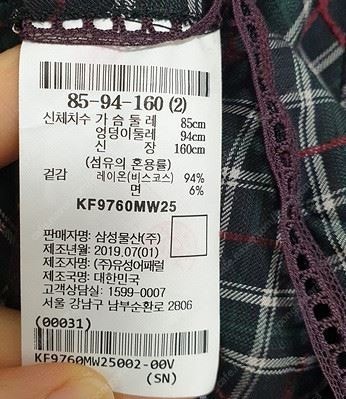 85-94-160 (2)
신체치수 가 슴 둘 레 85cm
엉덩이둘레 94cm
신 장 160cm
(섬유의 혼용률)
겉감 레이온(비스코스) 94%
면 6%
KF9760MW25
판매자명: 삼성물산(주)
제조년월: 2019.07(01)
제조자명: (주)유성어패럴
제조국명: 대한민국
고객상담실: 1599-0007
서울 강남구 남부순환로 2806
(00031)
KF9760MW25002-00V
(SN)